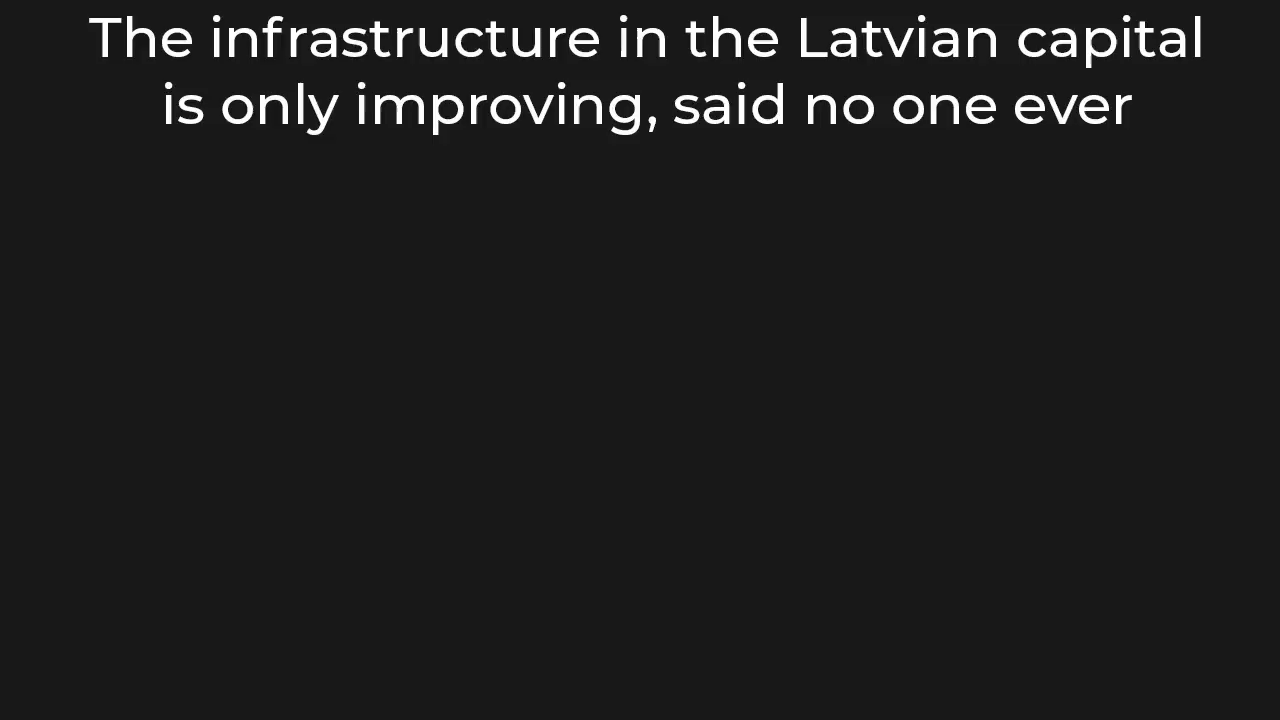 The infrastructure in the Latvian capital
is only improving, said no one ever